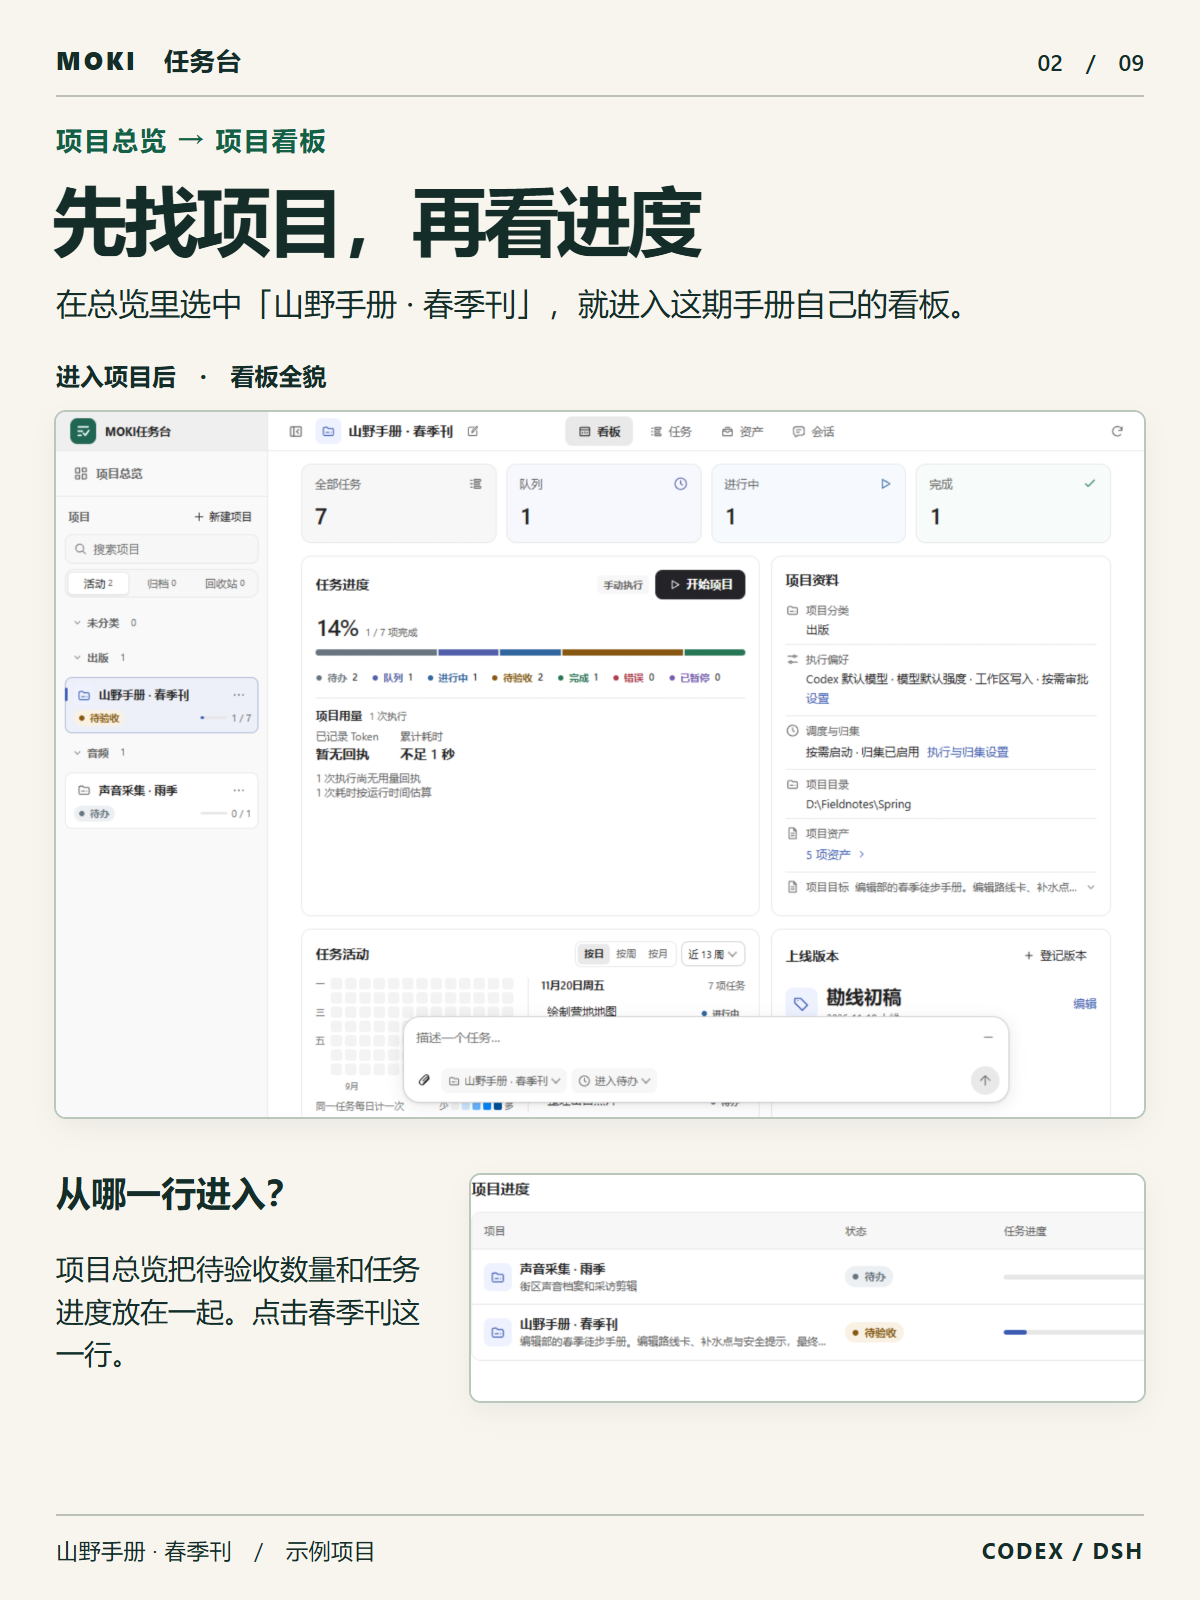 MOKI 任务台
02 / 09
项目总览 → 项目看板
先找项目，再看进度
在总览里选中「山野手册 · 春季刊」，就进入这期手册自己的看板。
进入项目后 · 看板全貌
MOKI任务台
山野手册 · 春季刊
看板 任务 资产 会话
项目总览
项目 + 新建项目
搜索项目
活动 2 归档 0 回收站 0
未分类 0
出版 1
山野手册 · 春季刊 ···
待验收 1 / 7
音频 1
声音采集 · 雨季 ···
待办 0 / 1
全部任务
7
队列
1
进行中
1
完成
1
任务进度 手动执行 开始项目
14% 1 / 7 项完成
待办 2 队列 1 进行中 1 待验收 2 完成 1 错误 0 已暂停 0
项目用量 1 次执行
已记录 Token 累计耗时
暂无回执 不足 1 秒
1 次执行尚无用量回执
1 次耗时按运行时间估算
项目资料
项目分类
出版
执行偏好
Codex 默认模型 · 模型默认强度 · 工作区写入 · 按需审批
设置
调度与归集
按需启动 · 归集已启用 执行与归集设置
项目目录
D:\Fieldnotes\Spring
项目资产
5 项资产 >
项目目标 编辑部的春季徒步手册。编辑路线卡、补水点...
任务活动 按日 按周 按月 近 13 周
一
三
五
9月
同一任务每日计一次 少 多
11月20日周五 7 项任务
绘制营地地图 进行中
上线版本 + 登记版本
勘线初稿 编辑
描述一个任务...
山野手册 · 春季刊 进入待办
从哪一行进入？
项目总览把待验收数量和任务
进度放在一起。点击春季刊这
一行。
项目进度
项目 状态 任务进度
声音采集 · 雨季
街区声音档案和采访剪辑
待办
山野手册 · 春季刊
编辑部的春季徒步手册。编辑路线卡、补水点与安全提示，最终...
待验收
山野手册 · 春季刊 / 示例项目
CODEX / DSH